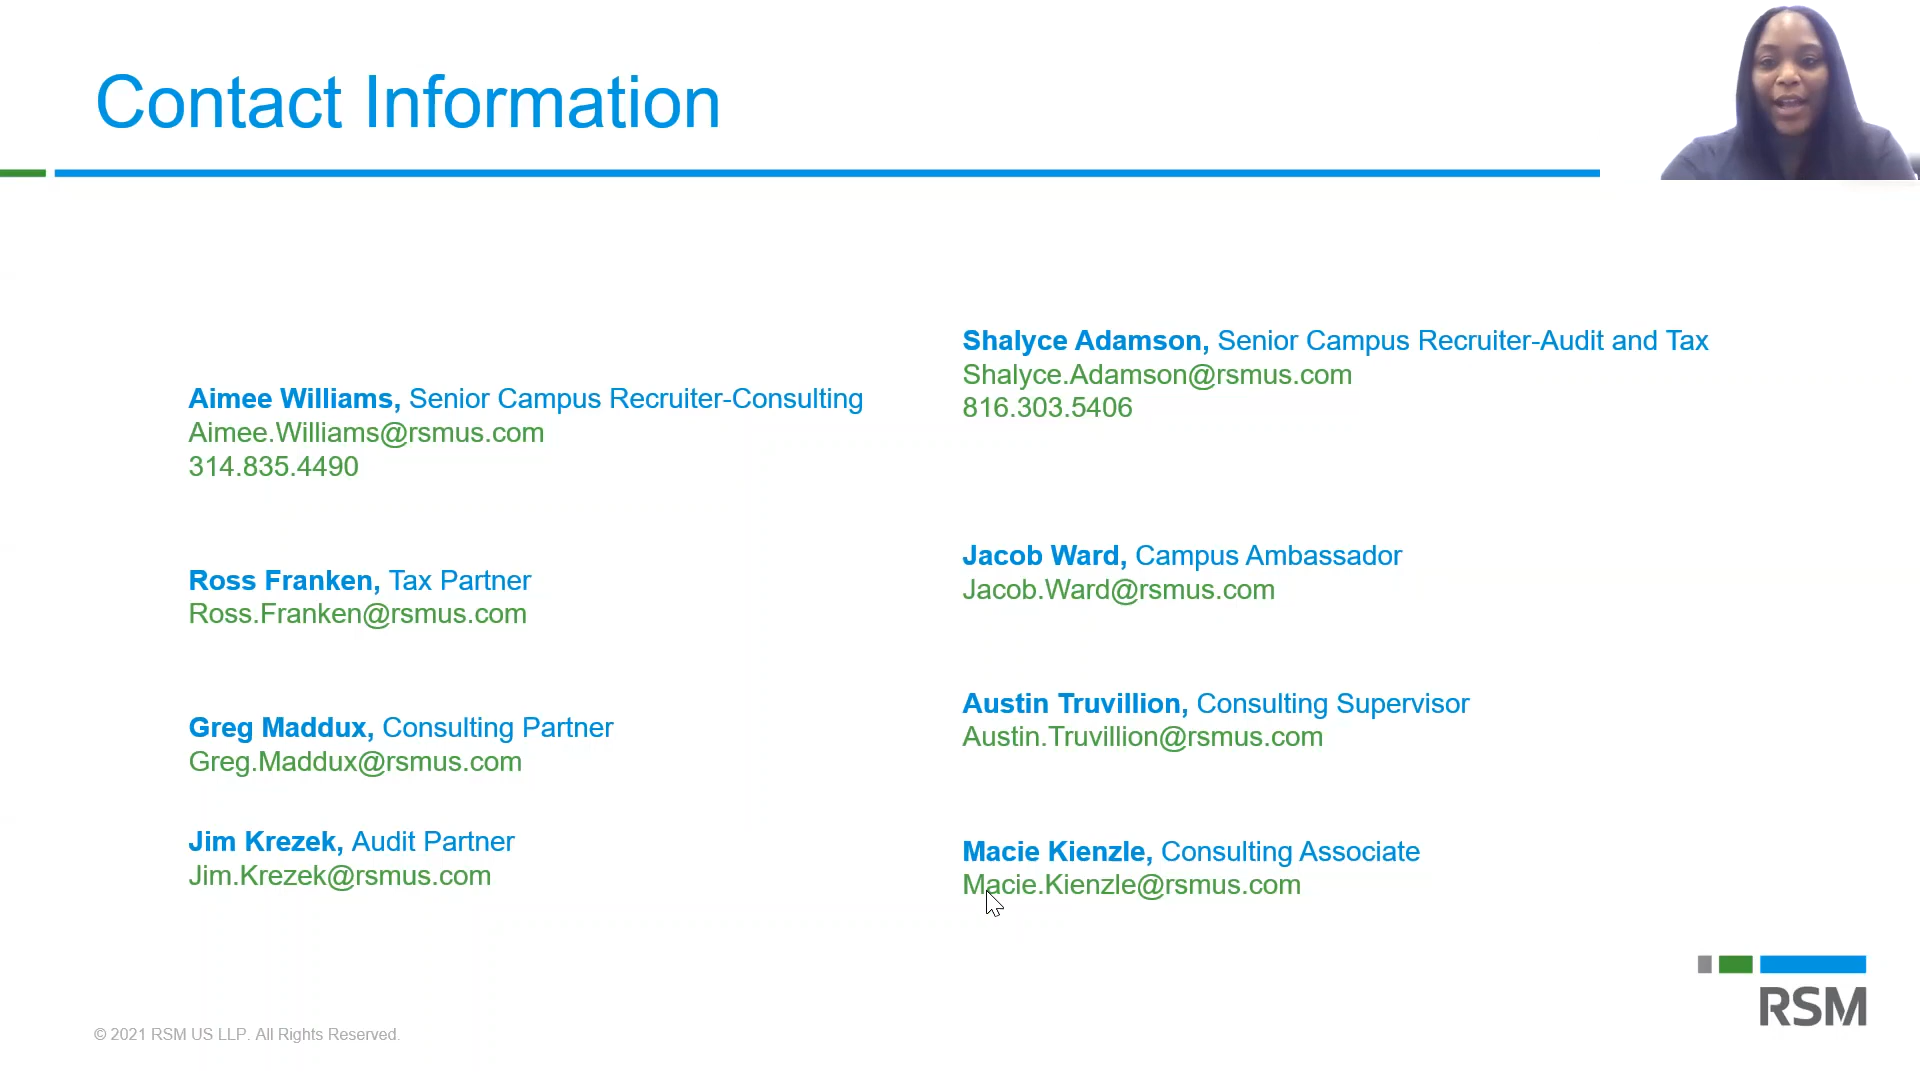 Contact Information
Aimee Williams, Senior Campus Recruiter-Consulting
Aimee.Williams@rsmus.com
314.835.4490
Ross Franken, Tax Partner
Ross.Franken@rsmus.com
Greg Maddux, Consulting Partner
Greg.Maddux@rsmus.com
Jim Krezek, Audit Partner
Jim.Krezek@rsmus.com
Shalyce Adamson, Senior Campus Recruiter-Audit and Tax
Shalyce.Adamson@rsmus.com
816.303.5406
Jacob Ward, Campus Ambassador
Jacob.Ward@rsmus.com
Austin Truvillion, Consulting Supervisor
Austin.Truvillion@rsmus.com
Macie Kienzle, Consulting Associate
Macie.Kienzle@rsmus.com
© 2021 RSM US LLP. All Rights Reserved.
RSM